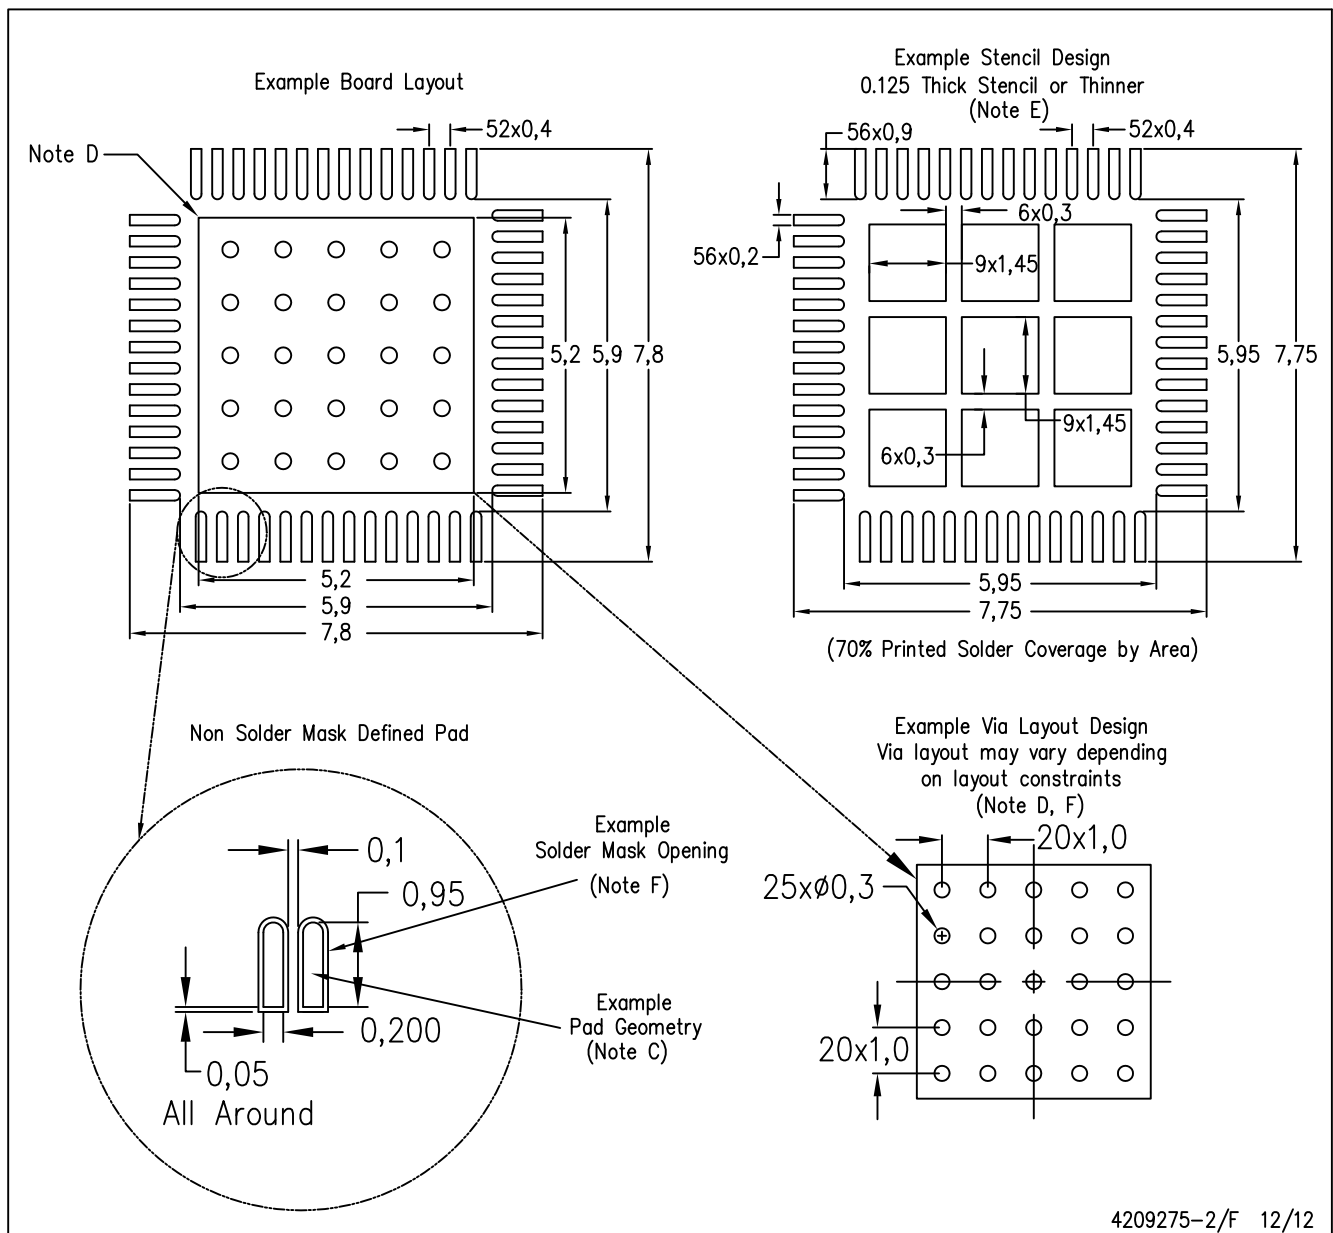 Example Board Layout
52x0,4
Note D
5,2
5,9
7,8
5,2
5,9
7,8
Example Stencil Design
0.125 Thick Stencil or Thinner
(Note E)
56x0,9
52x0,4
6x0,3
56x0,2
9x1,45
5,95
7,75
9x1,45
6x0,3
5,95
7,75
(70% Printed Solder Coverage by Area)
Non Solder Mask Defined Pad
0,1
0,95
Example
Solder Mask Opening
(Note F)
Example
Pad Geometry
(Note C)
0,200
0,05
All Around
Example Via Layout Design
Via layout may vary depending
on layout constraints
(Note D, F)
20x1,0
25xø0,3
20x1,0
4209275-2/F 12/12